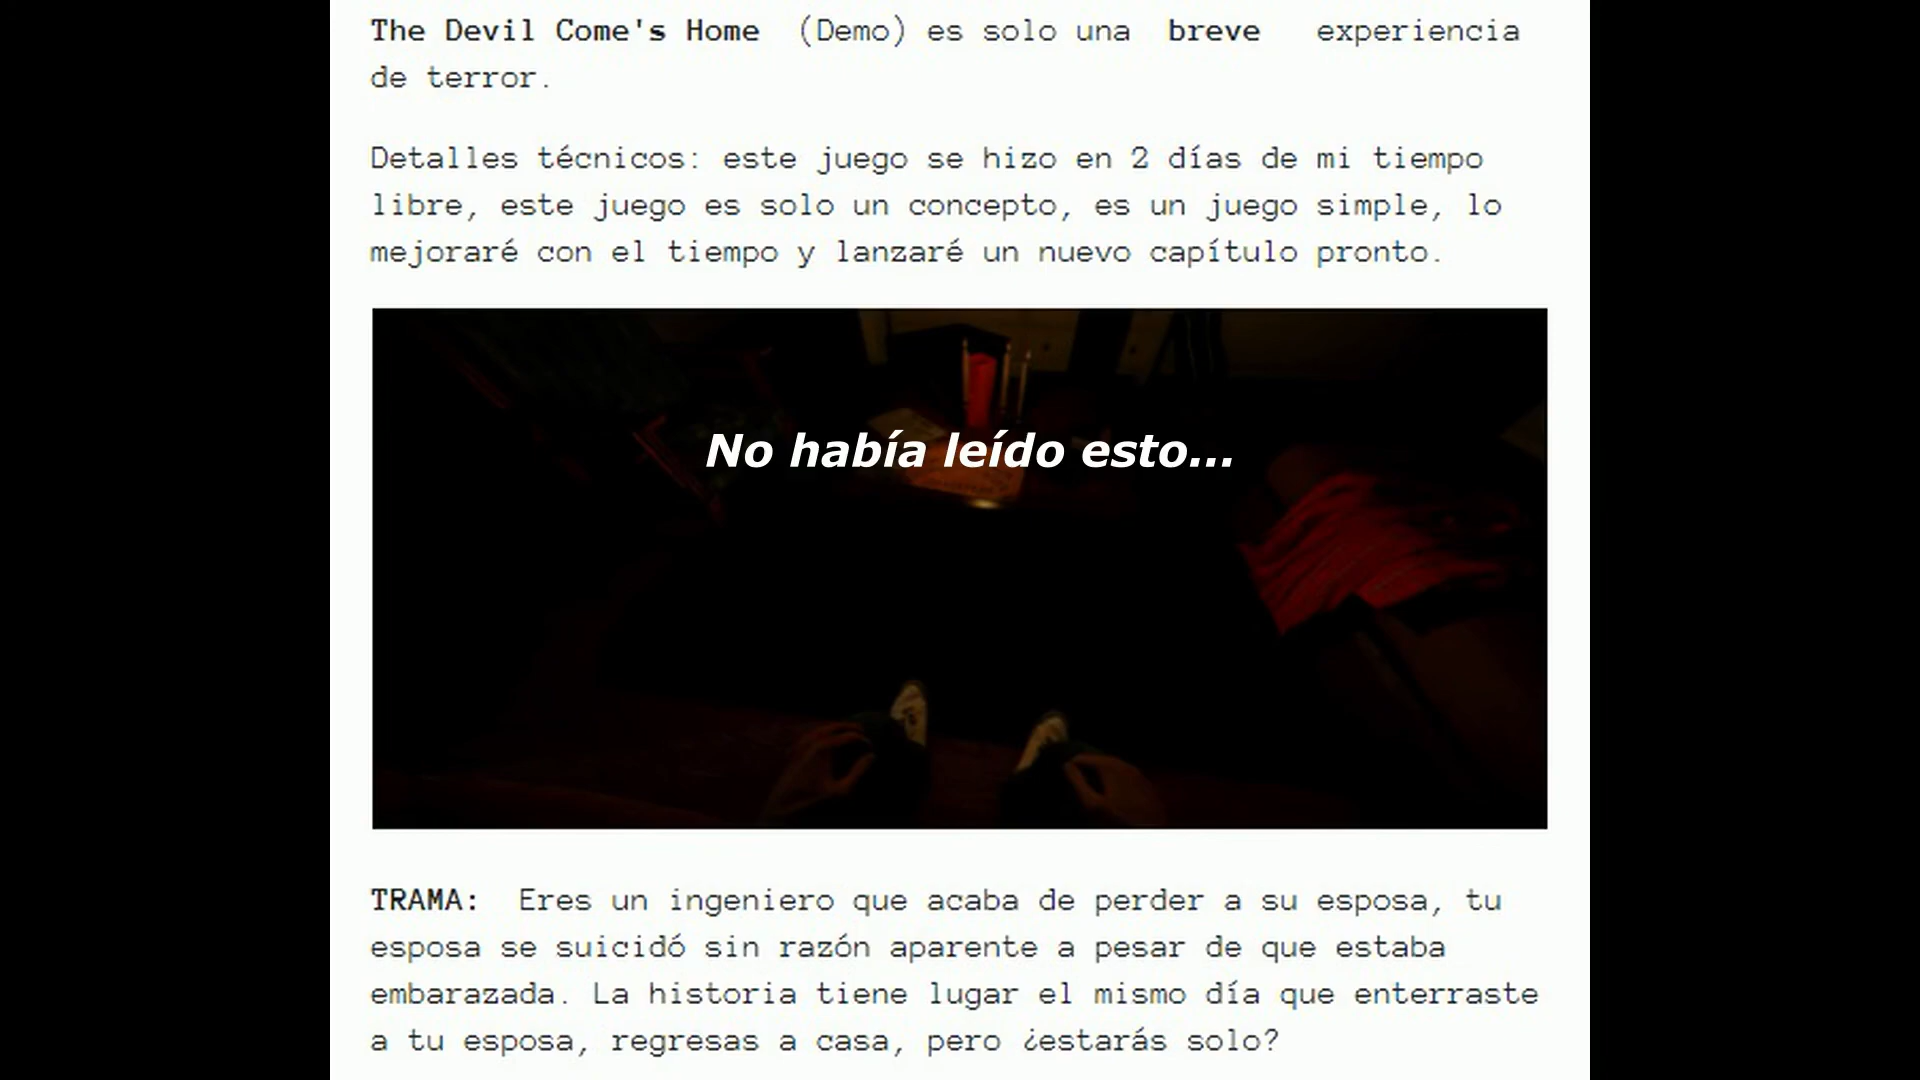 The Devil Come's Home (Demo) es solo una breve experiencia
de terror.
Detalles técnicos: este juego se hizo en 2 días de mi tiempo
libre, este juego es solo un concepto, es un juego simple, lo
mejoraré con el tiempo y lanzaré un nuevo capítulo pronto.
No había leído esto...
TRAMA: Eres un ingeniero que acaba de perder a su esposa, tu
esposa se suicidó sin razón aparente a pesar de que estaba
embarazada. La historia tiene lugar el mismo día que enterraste
a tu esposa, regresas a casa, pero ¿estarás solo?